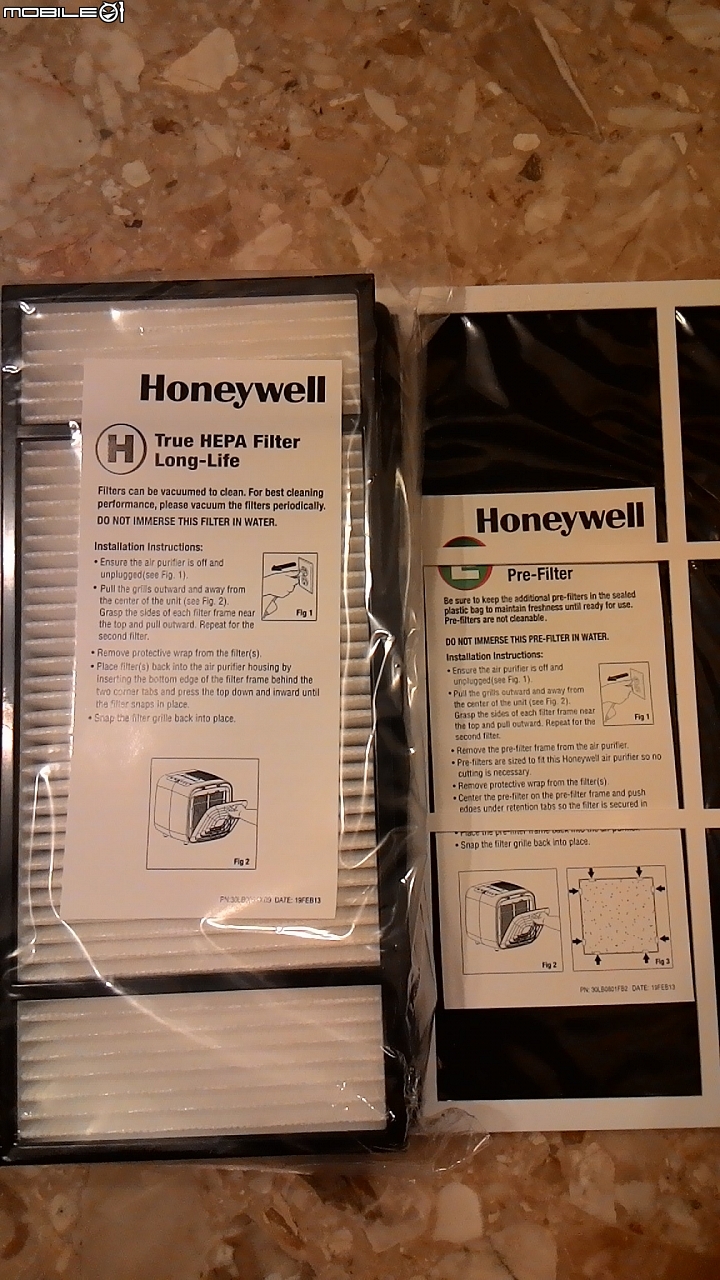 MOBILE01
Honeywell
H
True HEPA Filter
Long-Life
Filters can be vacuumed to clean. For best cleaning
performance, please vacuum the filters periodically.
DO NOT IMMERSE THIS FILTER IN WATER.
Installation Instructions:
• Ensure the air purifier is off and
unplugged(see Fig. 1).
• Pull the grills outward and away from
the center of the unit (see Fig. 2).
Grasp the sides of each filter frame near
the top and pull outward. Repeat for the
second filter.
Fig 1
• Remove protective wrap from the filter(s).
• Place filter(s) back into the air purifier housing by
inserting the bottom edge of the filter frame behind the
two corner tabs and press the top down and inward until
the filter snaps in place.
• Snap the filter grille back into place.
Fig 2
DATE: 19FEB13
Honeywell
Pre-Filter
Be sure to keep the additional pre-filters in the sealed
plastic bag to maintain freshness until ready for use.
Pre-filters are not cleanable.
DO NOT IMMERSE THIS PRE-FILTER IN WATER.
Installation Instructions:
• Ensure the air purifier is off and
unplugged(see Fig. 1).
• Pull the grills outward and away from
the center of the unit (see Fig. 2).
Grasp the sides of each filter frame near
the top and pull outward. Repeat for the
second filter.
Fig 1
• Remove the pre-filter frame from the air purifier.
• Pre-filters are sized to fit this Honeywell air purifier so no
cutting is necessary.
• Remove protective wrap from the filter(s).
• Center the pre-filter on the pre-filter frame and push
edges under retention tabs so the filter is secured in
• Snap the filter grille back into place.
Fig 2
Fig 3
PN: 30LB0801FB2 DATE: 19FEB13